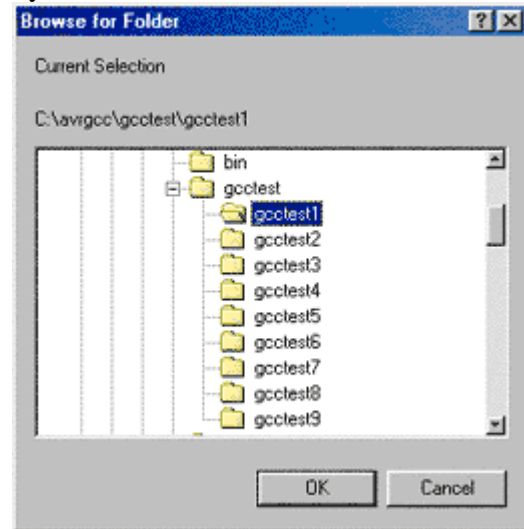 Browse for Folder
Current Selection
C:\avrgcc\gcctest\gcctest1
bin
gcctest
gcctest1
gcctest2
gcctest3
gcctest4
gcctest5
gcctest6
gcctest7
gcctest8
gcctest9
OK Cancel